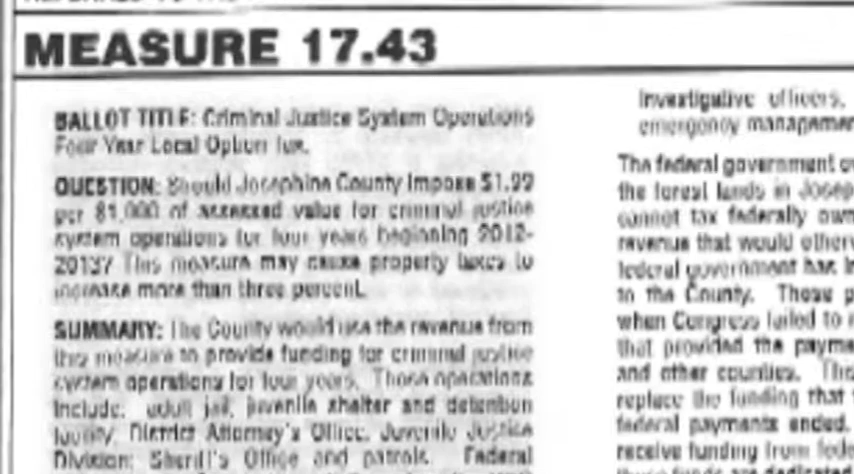 MEASURE 17.43
BALLOT TITLE: Criminal Justice System Operations
Four Year Local Option Tax.
QUESTION: Should Josephine County Impose $1.99
per $1,000 of assessed value for criminal justice
system operations for four years beginning 2012-
2013? This measure may cause property taxes to
increase more than three percent.
SUMMARY: The County would use the revenue from
this measure to provide funding for criminal justice
system operations for four years. Those operations
include: adult jail, juvenile shelter and detention
facility, District Attorney's Office, Juvenile Justice
Division; Sheriff's Office and patrols. Federal
investigative officers,
emergency
The federal government
the forest lands in
cannot tax federally
revenue that would
federal government has
to the County. Those
when Congress failed to
that provided the
and other counties.
replace the funding that
federal payments ended.
receive funding from
these funds are dedicated